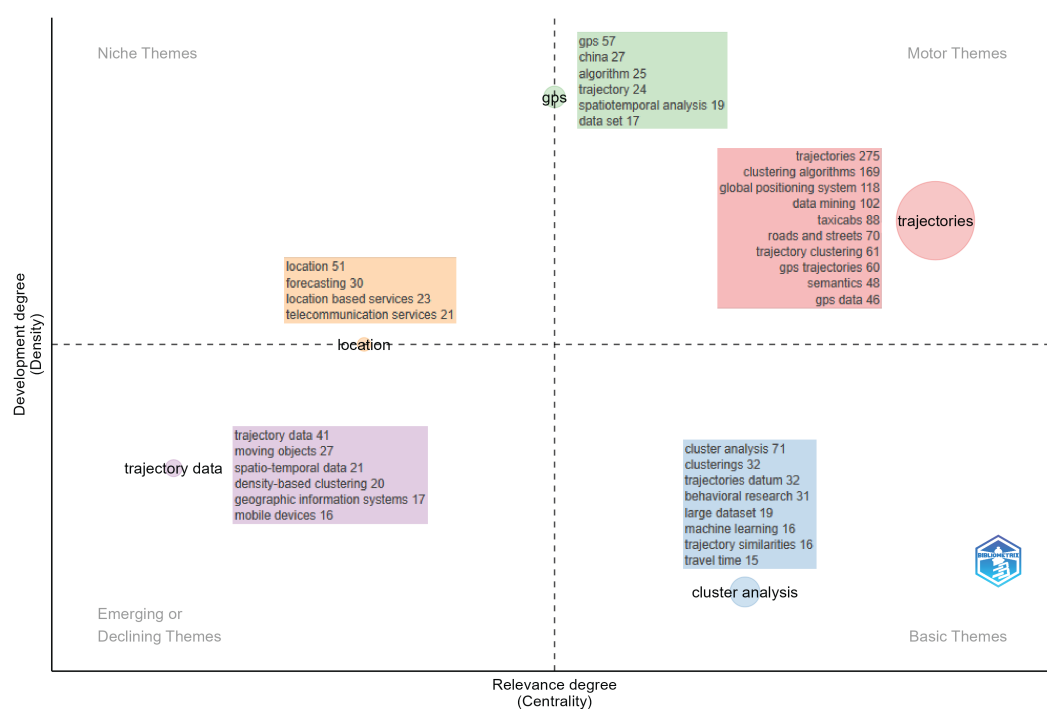 Niche Themes
Motor Themes
gps
gps 57
china 27
algorithm 25
trajectory 24
spatiotemporal analysis 19
data set 17
trajectories 275
clustering algorithms 169
global positioning system 118
data mining 102
taxicabs 88
roads and streets 70
trajectory clustering 61
gps trajectories 60
semantics 48
gps data 46
trajectories
location 51
forecasting 30
location based services 23
telecommunication services 21
location
Development degree
(Density)
trajectory data
trajectory data 41
moving objects 27
spatio-temporal data 21
density-based clustering 20
geographic information systems 17
mobile devices 16
cluster analysis 71
clusterings 32
trajectories datum 32
behavioral research 31
large dataset 19
machine learning 16
trajectory similarities 16
travel time 15
cluster analysis
BIBLIOMETRIX
Emerging or
Declining Themes
Basic Themes
Relevance degree
(Centrality)